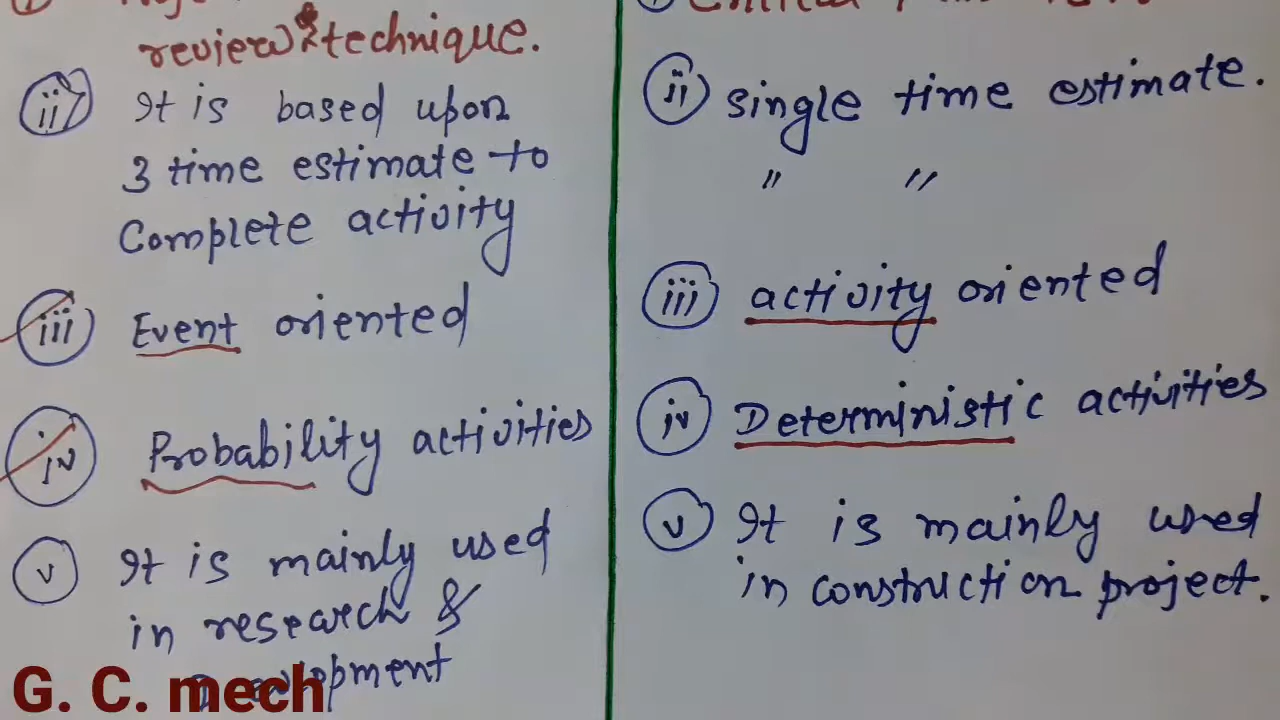 review & technique.
ii) It is based upon
3 time estimate to
Complete activity
iii Event oriented
iv Probability activities
v It is mainly used
in research &
ii single time estimate.
" "
iii activity oriented
iv Deterministic activities
v It is mainly used
in construction project.
G. C. mech